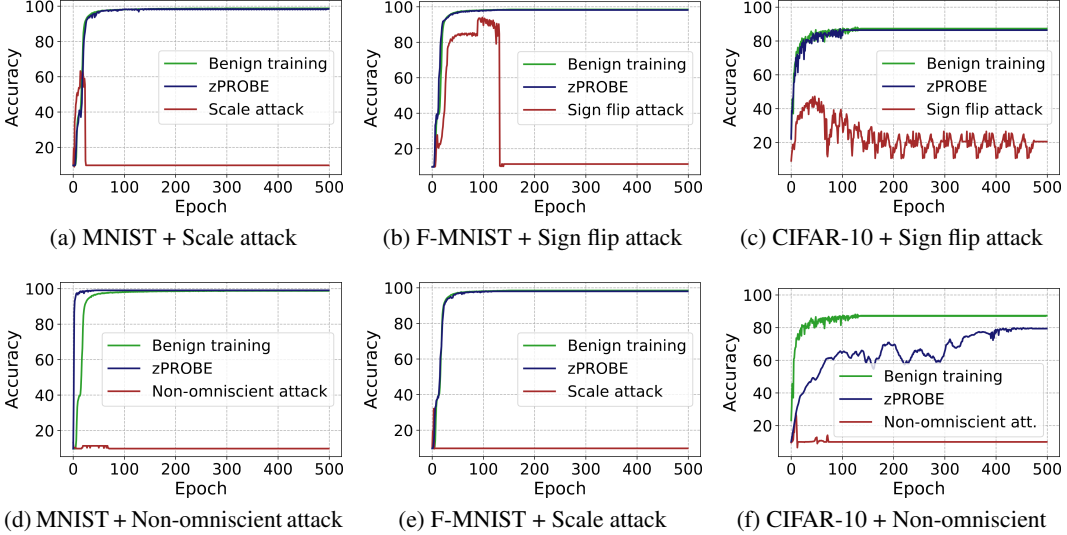 100
80
60
40
20
Accuracy
Benign training
zPROBE
Scale attack
0 100 200 300 400 500
Epoch
(a) MNIST + Scale attack
100
80
60
40
20
Accuracy
Benign training
zPROBE
Sign flip attack
0 100 200 300 400 500
Epoch
(b) F-MNIST + Sign flip attack
100
80
60
40
20
Accuracy
Benign training
zPROBE
Sign flip attack
0 100 200 300 400 500
Epoch
(c) CIFAR-10 + Sign flip attack
100
80
60
40
20
Accuracy
Benign training
zPROBE
Non-omniscient attack
0 100 200 300 400 500
Epoch
(d) MNIST + Non-omniscient attack
100
80
60
40
20
Accuracy
Benign training
zPROBE
Scale attack
0 100 200 300 400 500
Epoch
(e) F-MNIST + Scale attack
100
80
60
40
20
Accuracy
Benign training
zPROBE
Non-omniscient att.
0 100 200 300 400 500
Epoch
(f) CIFAR-10 + Non-omniscient